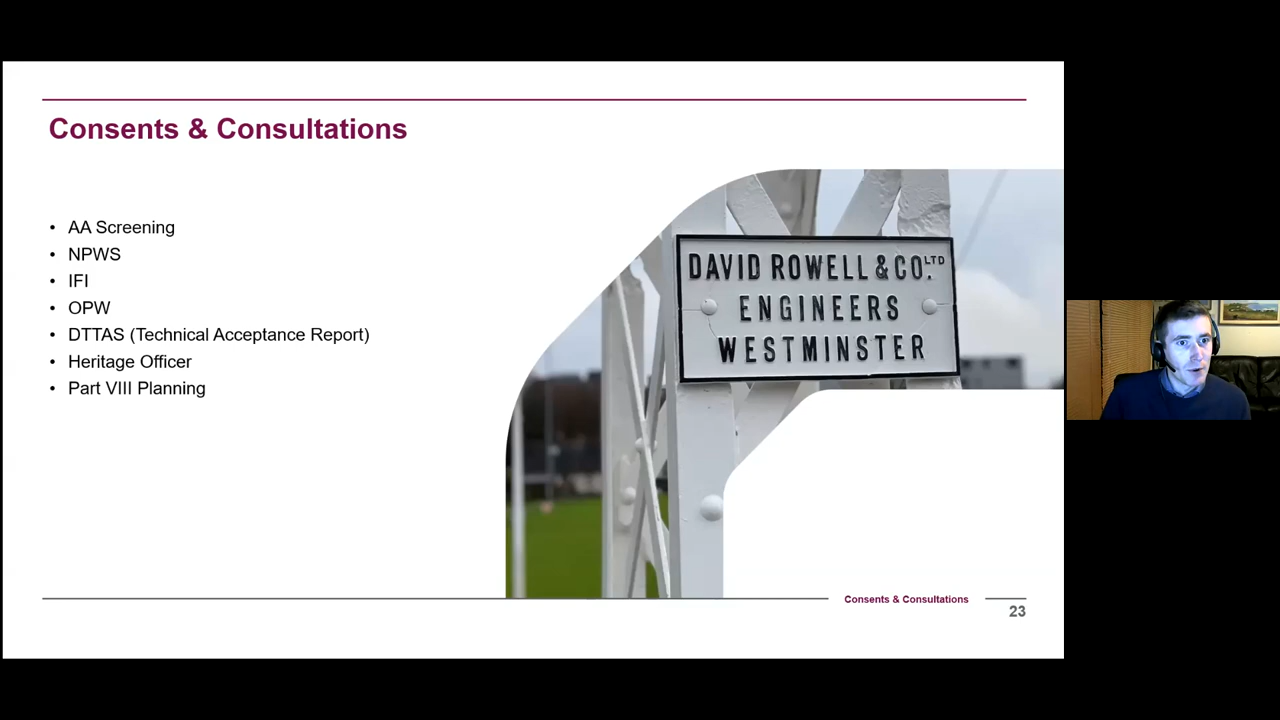 Consents & Consultations
• AA Screening
• NPWS
• IFI
• OPW
• DTTAS (Technical Acceptance Report)
• Heritage Officer
• Part VIII Planning
DAVID ROWELL & CO. LTD
ENGINEERS
WESTMINSTER
Consents & Consultations
23